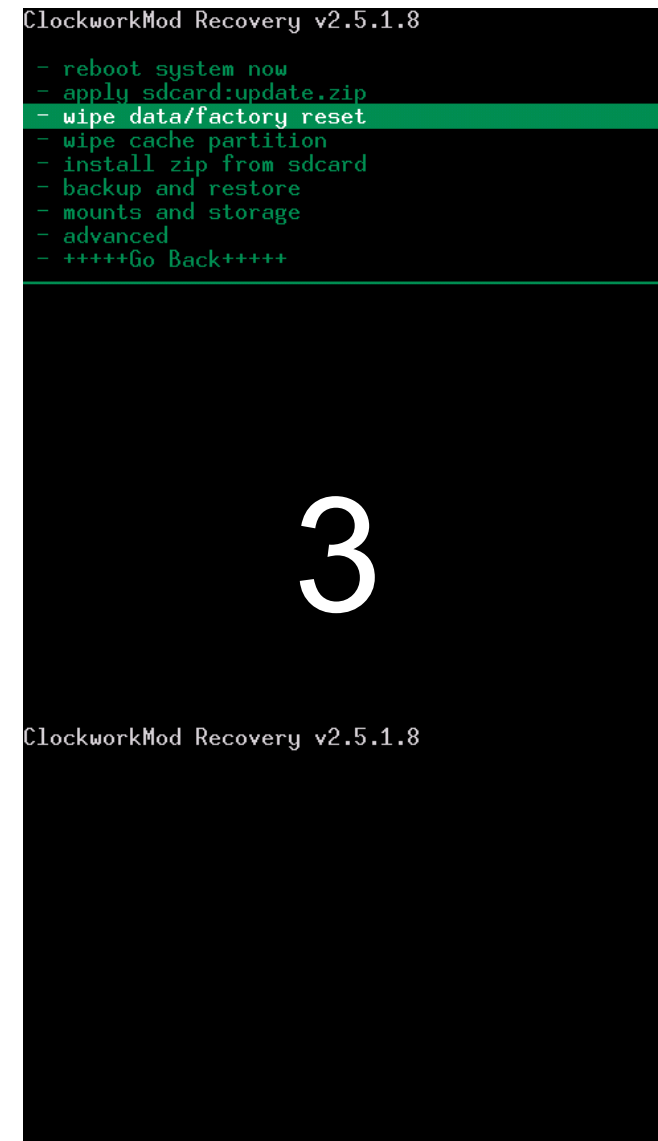 ClockworkMod Recovery v2.5.1.8
- reboot system now
- apply sdcard:update.zip
- wipe data/factory reset
- wipe cache partition
- install zip from sdcard
- backup and restore
- mounts and storage
- advanced
- +++++Go Back+++++
3
ClockworkMod Recovery v2.5.1.8